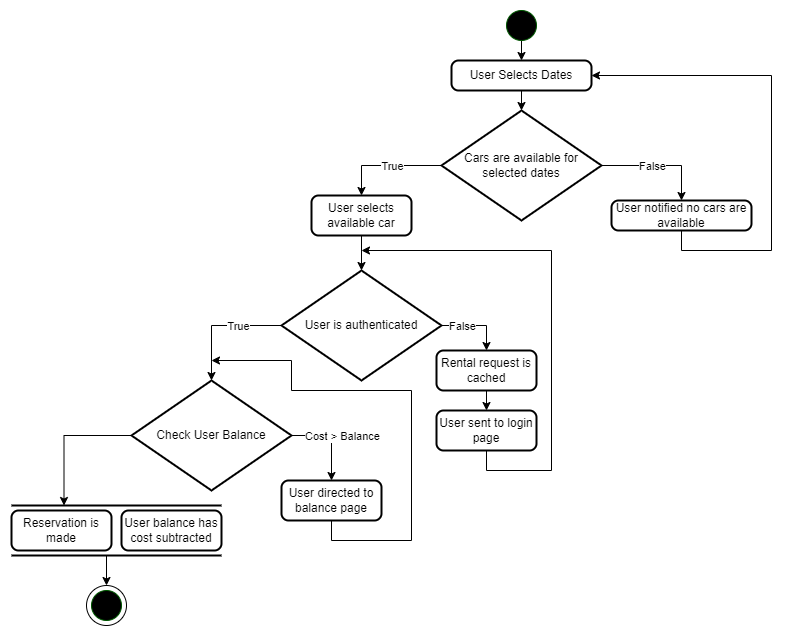 User Selects Dates
Cars are available for
selected dates
True
False
User selects
available car
User notified no cars are
available
User is authenticated
True
False
Rental request is
cached
User sent to login
page
Check User Balance
Cost > Balance
User directed to
balance page
Reservation is
made
User balance has
cost subtracted